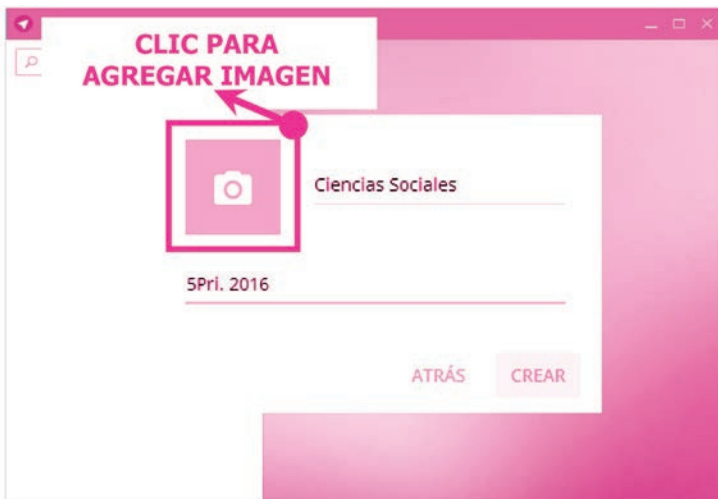 CLIC PARA
AGREGAR IMAGEN
Ciencias Sociales
5Pri. 2016
ATRÁS CREAR